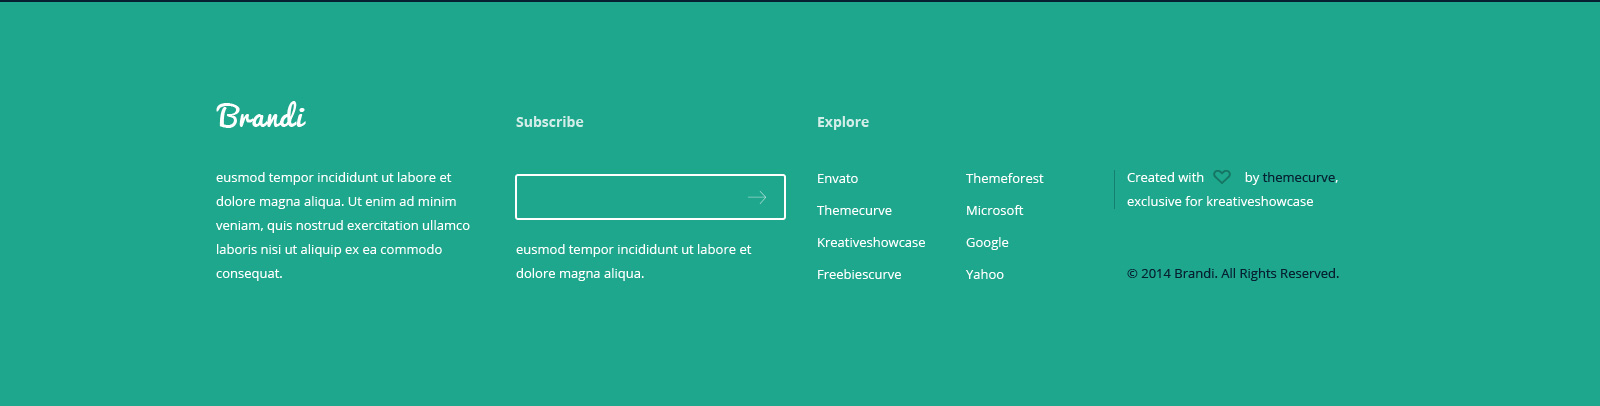 Brandi
eusmod tempor incididunt ut labore et
dolore magna aliqua. Ut enim ad minim
veniam, quis nostrud exercitation ullamco
laboris nisi ut aliquip ex ea commodo
consequat.
Subscribe
eusmod tempor incididunt ut labore et
dolore magna aliqua.
Explore
Envato
Themecurve
Kreativeshowcase
Freebiescurve
Themeforest
Microsoft
Google
Yahoo
Created with by themecurve,
exclusive for kreativeshowcase
© 2014 Brandi. All Rights Reserved.